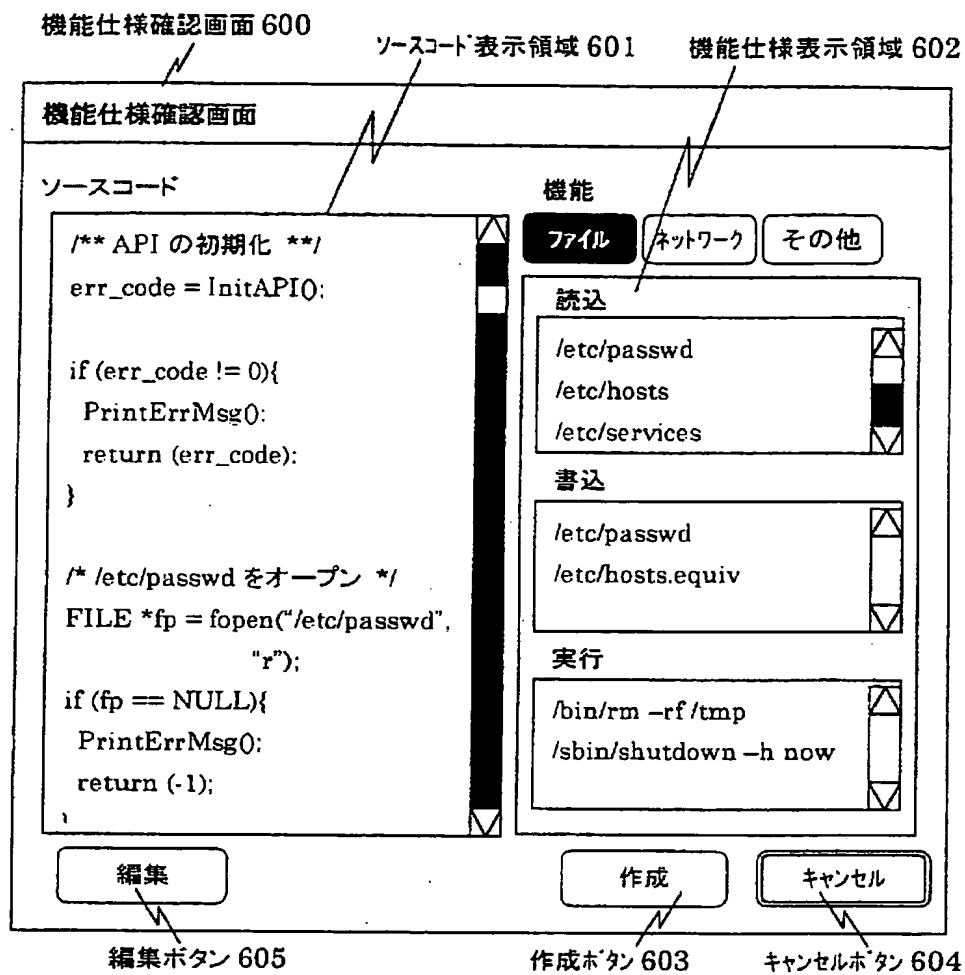 機能仕様確認画面 600
ソースコード表示領域 601
機能仕様表示領域 602
機能仕様確認画面
ソースコード
/** API の初期化 **/
err_code = InitAPI();
if (err_code != 0){
PrintErrMsg():
return (err_code):
}
/* /etc/passwd をオープン */
FILE *fp = fopen(“/etc/passwd”,
"r");
if (fp == NULL){
PrintErrMsg():
return (-1);
機能
ファイル
ネットワーク
その他
読込
/etc/passwd
/etc/hosts
/etc/services
書込
/etc/passwd
/etc/hosts.equiv
実行
/bin/rm –rf /tmp
/sbin/shutdown –h now
編集
作成
キャンセル
編集ボタン 605
作成ボタン 603
キャンセルボタン 604